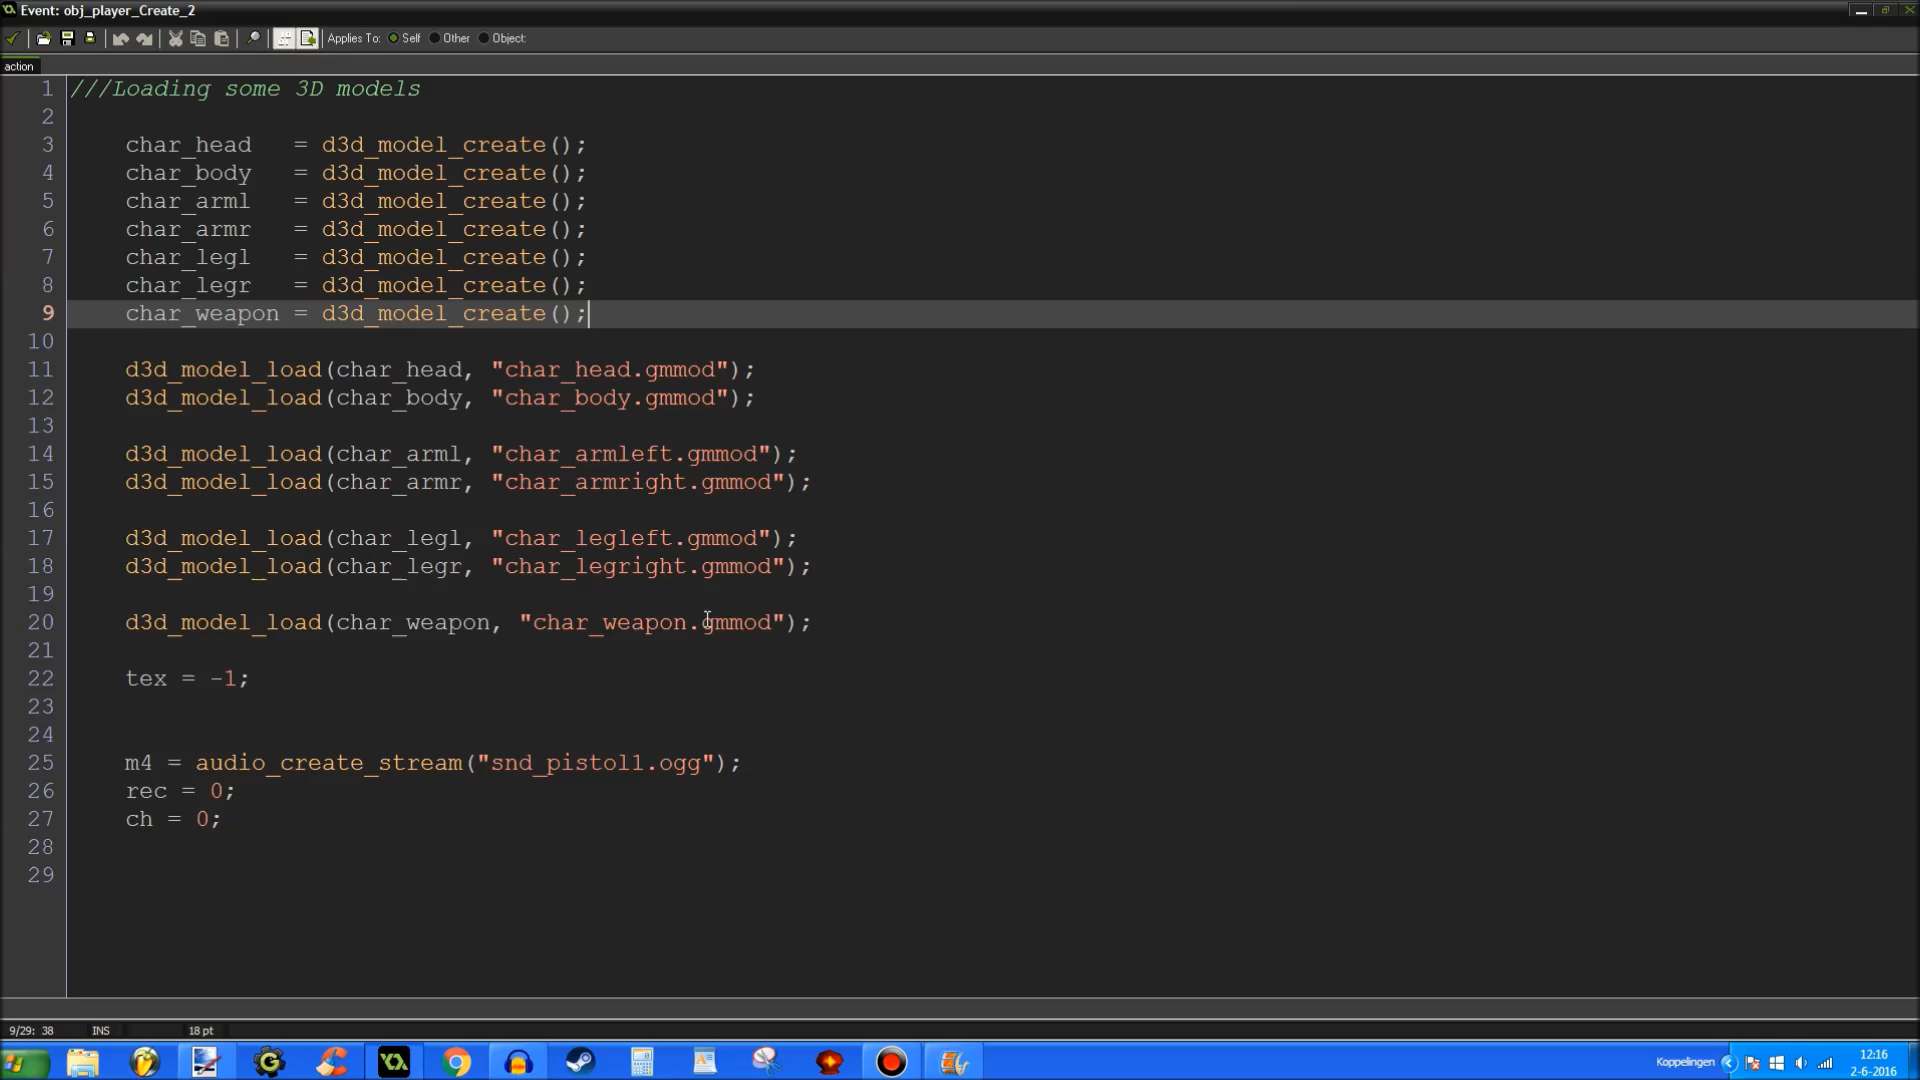 Event: obj_player_Create_2
Applies To: Self Other Object:
action
1 ///Loading some 3D models
2
3 char_head = d3d_model_create();
4 char_body = d3d_model_create();
5 char_arml = d3d_model_create();
6 char_armr = d3d_model_create();
7 char_legl = d3d_model_create();
8 char_legr = d3d_model_create();
9 char_weapon = d3d_model_create();
10
11 d3d_model_load(char_head, "char_head.gmmod");
12 d3d_model_load(char_body, "char_body.gmmod");
13
14 d3d_model_load(char_arml, "char_armleft.gmmod");
15 d3d_model_load(char_armr, "char_armright.gmmod");
16
17 d3d_model_load(char_legl, "char_legleft.gmmod");
18 d3d_model_load(char_legr, "char_legright.gmmod");
19
20 d3d_model_load(char_weapon, "char_weapon.gmmod");
21
22 tex = -1;
23
24
25 m4 = audio_create_stream("snd_pistol1.ogg");
26 rec = 0;
27 ch = 0;
28
29
9/29: 38 INS 18 pt
Koppelingen 12:16
2-6-2016